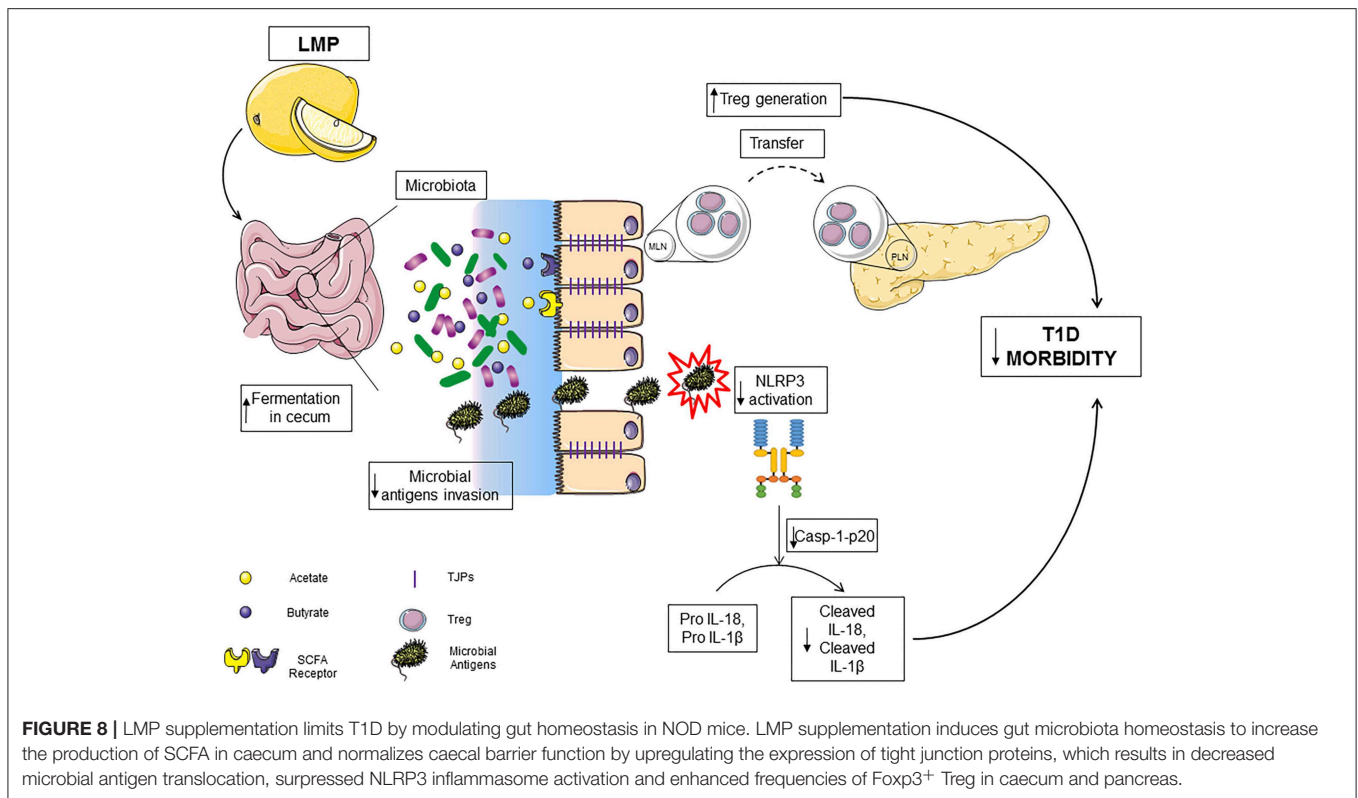 LMP
Microbiota
↑ Fermentation
in cecum
↓ Microbial
antigens invasion
↑ Treg generation
Transfer
MLN
PLN
↓ NLRP3
activation
↓ Casp-1-p20
Pro IL-18,
Pro IL-1β
↓ Cleaved
IL-18,
Cleaved
IL-1β
↓ T1D
MORBIDITY
Acetate
Butyrate
SCFA
Receptor
TJPs
Treg
Microbial
Antigens
FIGURE 8 | LMP supplementation limits T1D by modulating gut homeostasis in NOD mice. LMP supplementation induces gut microbiota homeostasis to increase
the production of SCFA in caecum and normalizes caecal barrier function by upregulating the expression of tight junction proteins, which results in decreased
microbial antigen translocation, surpressed NLRP3 inflammasome activation and enhanced frequencies of Foxp3+ Treg in caecum and pancreas.